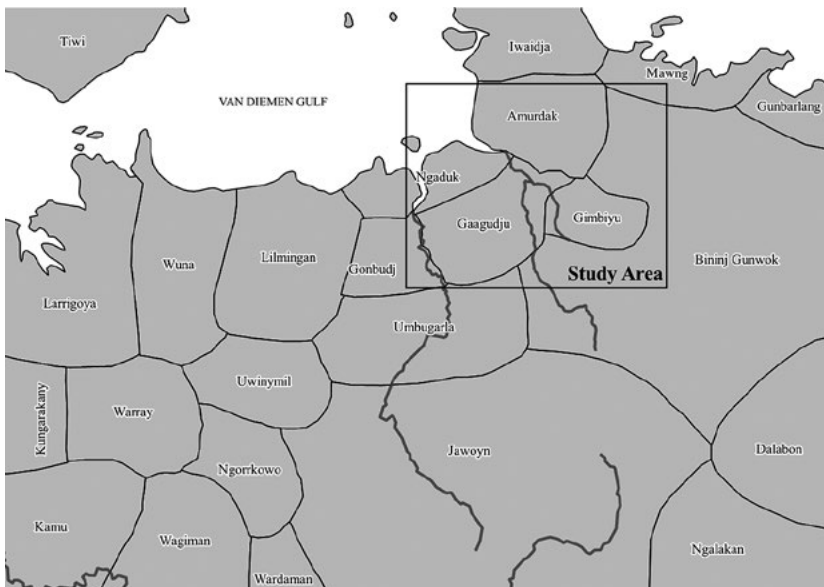 Tiwi
Iwaidja
Mawng
VAN DIEMEN GULF
Gunbarlang
Amurdak
Ngaduk
Gaagudju
Gimbiyu
Wuna
Lilmingan
Gonbudj
Study Area
Bininj Gunwok
Larrigoya
Umbugarla
Uwinymil
Kungarakany
Warray
Jawoyn
Dalabon
Ngorrkowo
Kamu
Wagiman
Ngalakan
Wardaman